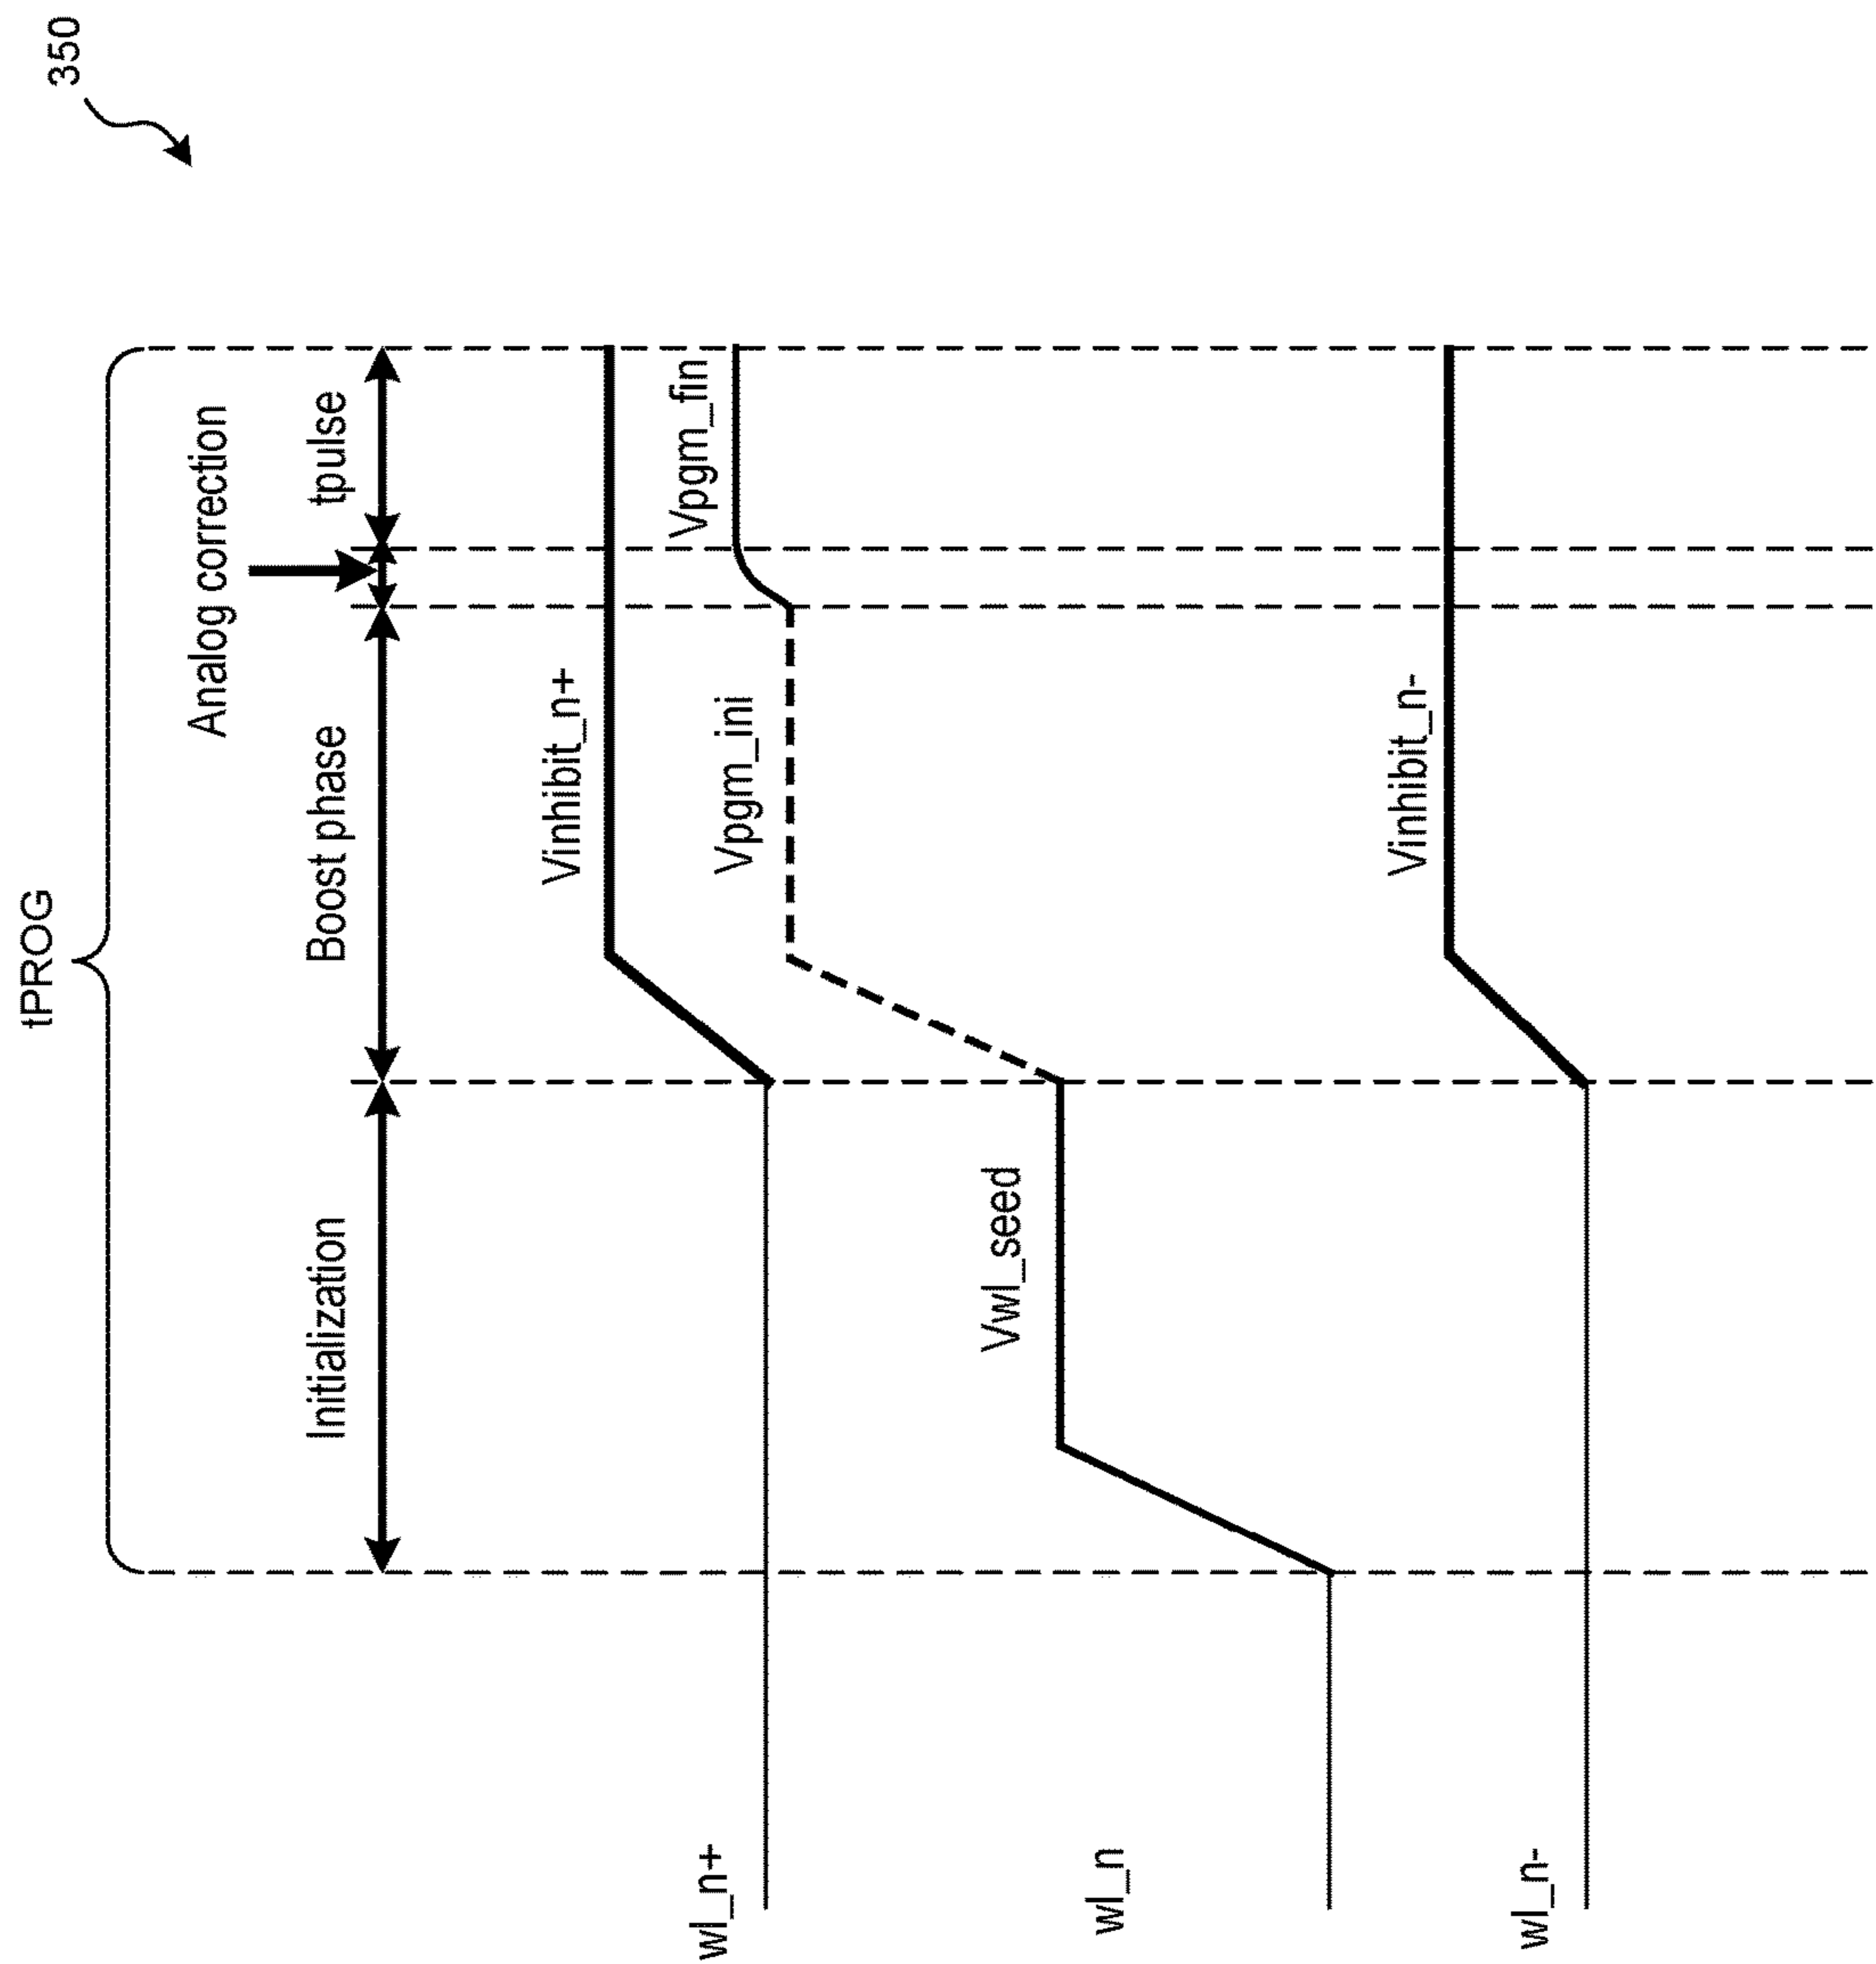 350
tPROG
Analog correction
Initialization
Boost phase
tpulse
wl_n+
Vinhibit_n+
Vpgm_fin
Vpgm_ini
Vwl_seed
wl_n
Vinhibit_n-
wl_n-